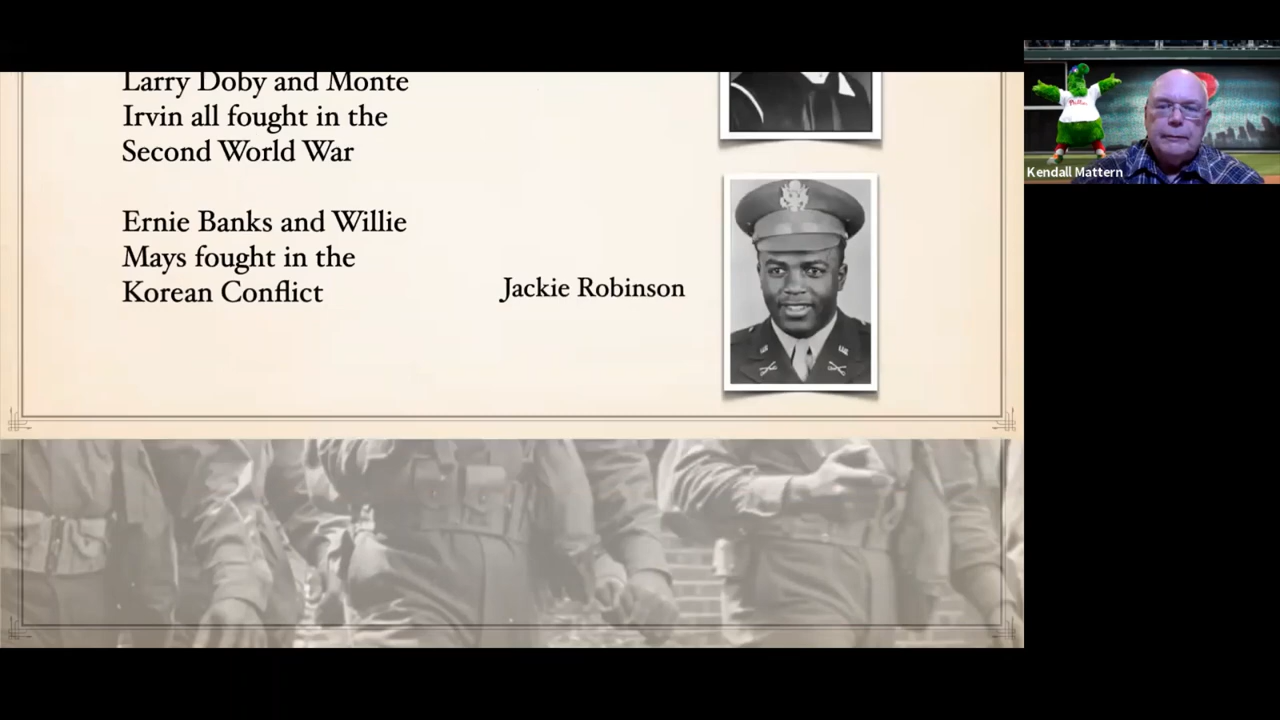 Larry Doby and Monte
Irvin all fought in the
Second World War
Ernie Banks and Willie
Mays fought in the
Korean Conflict
Jackie Robinson
Phillies
Kendall Mattern